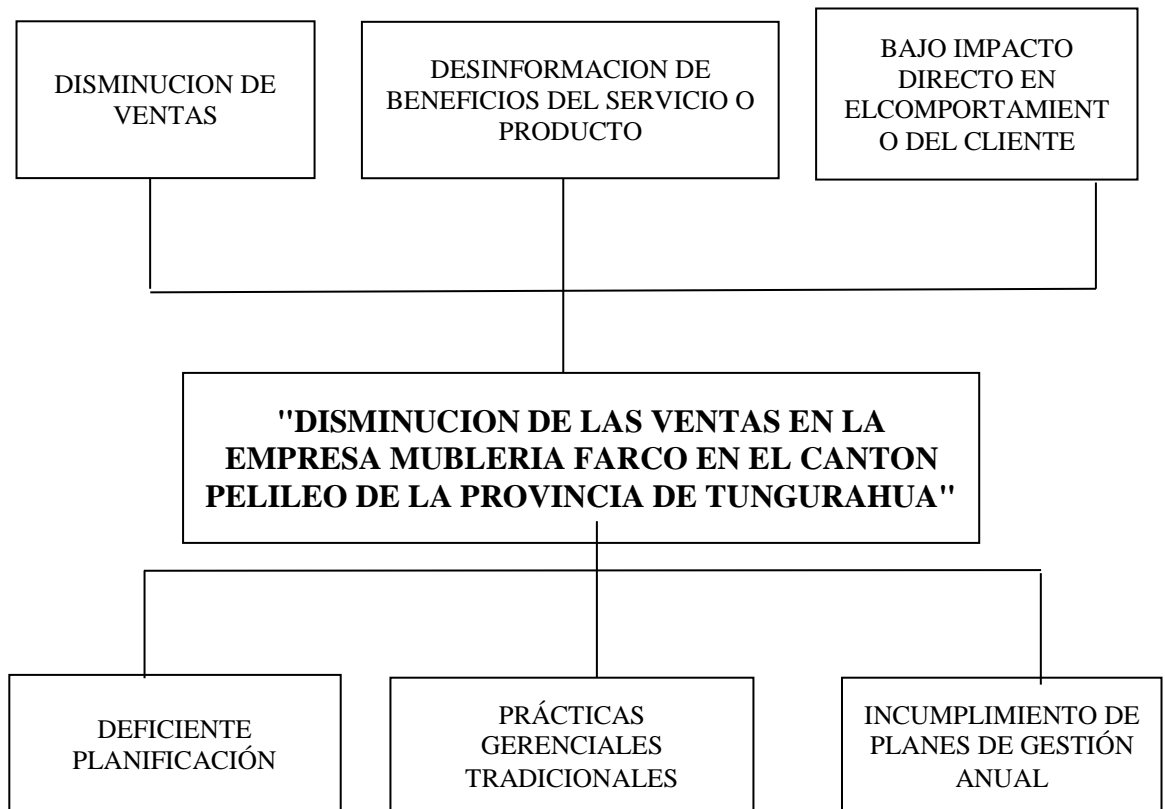 DISMINUCION DE
VENTAS
DESINFORMACION DE
BENEFICIOS DEL SERVICIO O
PRODUCTO
BAJO IMPACTO
DIRECTO EN
ELCOMPORTAMIENT
O DEL CLIENTE
"DISMINUCION DE LAS VENTAS EN LA
EMPRESA MUBLERIA FARCO EN EL CANTON
PELILEO DE LA PROVINCIA DE TUNGURAHUA"
DEFICIENTE
PLANIFICACIÓN
PRÁCTICAS
GERENCIALES
TRADICIONALES
INCUMPLIMIENTO DE
PLANES DE GESTIÓN
ANUAL